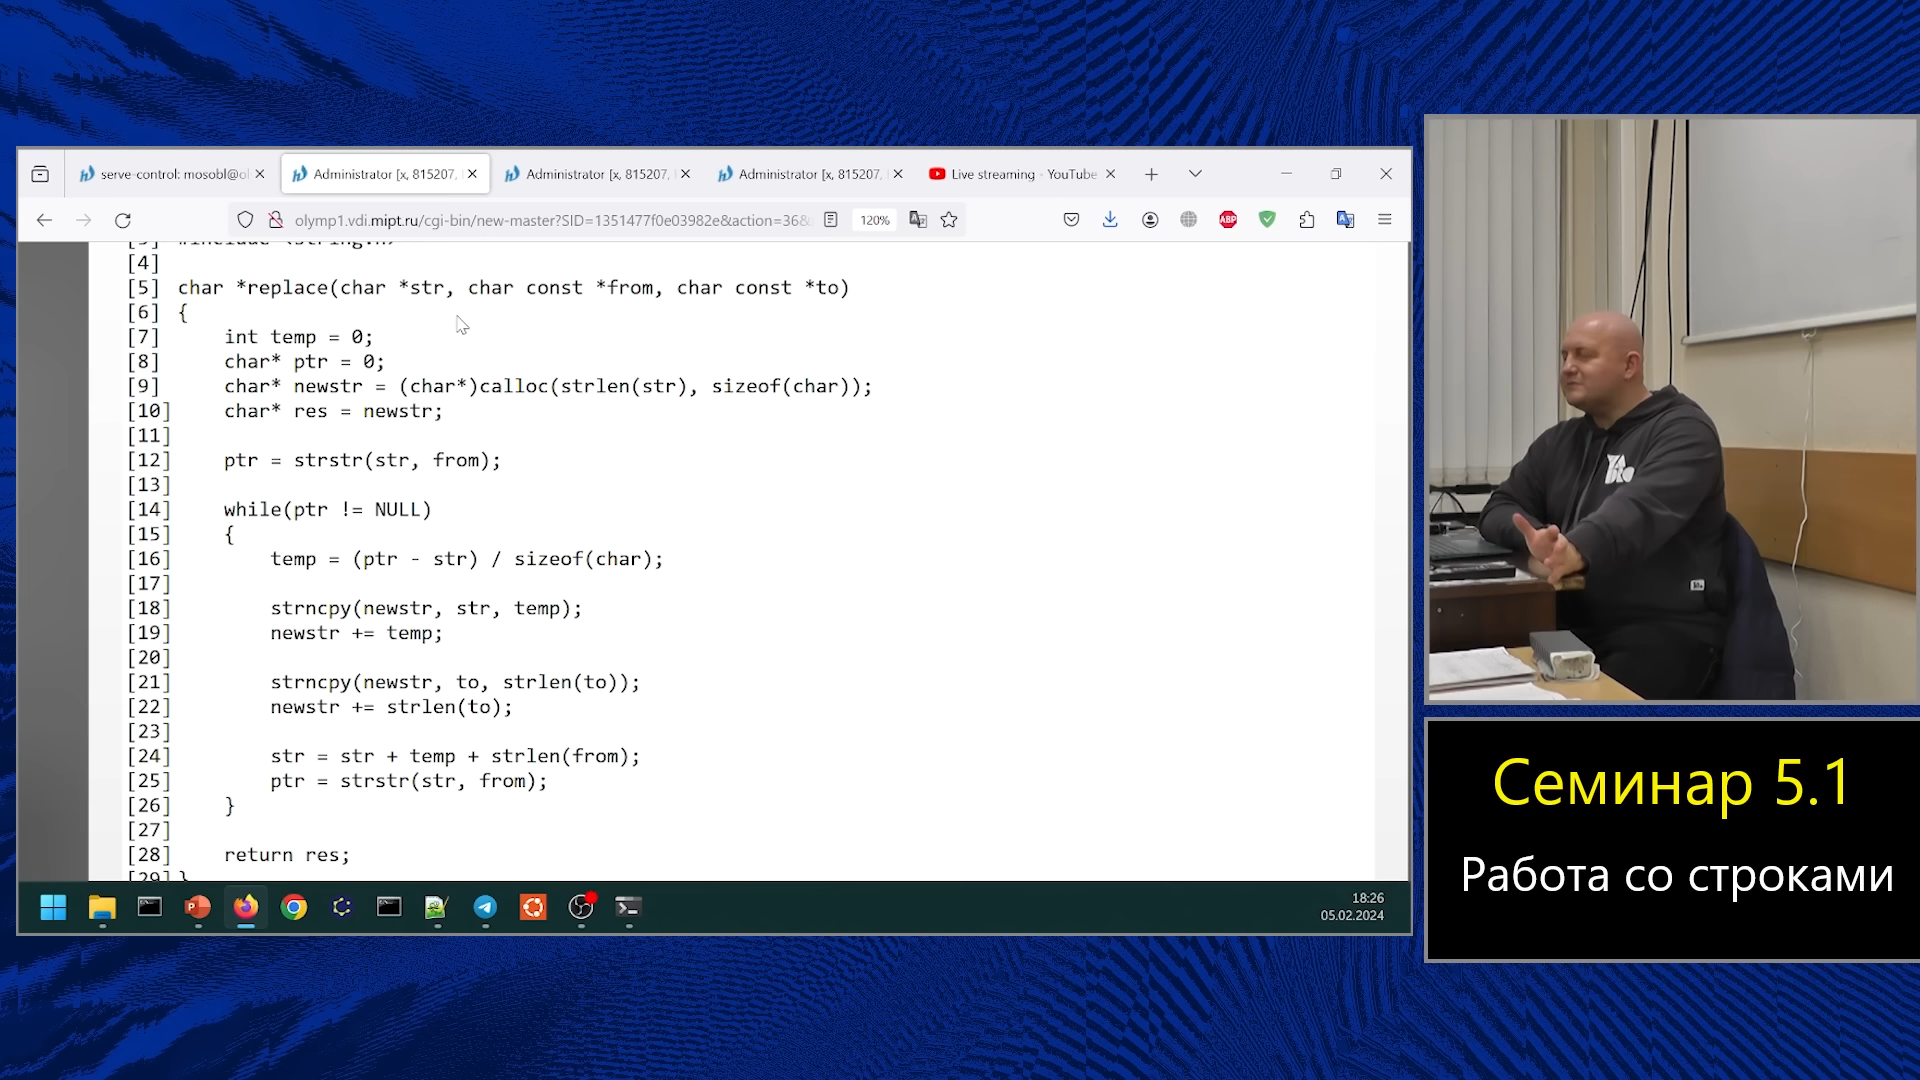 serve-control: mosobl@ol
Administrator [x, 815207,
Administrator [x, 815207,
Administrator [x, 815207,
Live streaming - YouTube
olymp1.vdi.mipt.ru/cgi-bin/new-master?SID=1351477f0e03982e&action=36&
120%
ABP
[3] #include <string.h>
[4]
[5] char *replace(char *str, char const *from, char const *to)
[6] {
[7] int temp = 0;
[8] char* ptr = 0;
[9] char* newstr = (char*)calloc(strlen(str), sizeof(char));
[10] char* res = newstr;
[11]
[12] ptr = strstr(str, from);
[13]
[14] while(ptr != NULL)
[15] {
[16] temp = (ptr - str) / sizeof(char);
[17]
[18] strncpy(newstr, str, temp);
[19] newstr += temp;
[20]
[21] strncpy(newstr, to, strlen(to));
[22] newstr += strlen(to);
[23]
[24] str = str + temp + strlen(from);
[25] ptr = strstr(str, from);
[26] }
[27]
[28] return res;
[29] }
18:26
05.02.2024
Семинар 5.1
Работа со строками